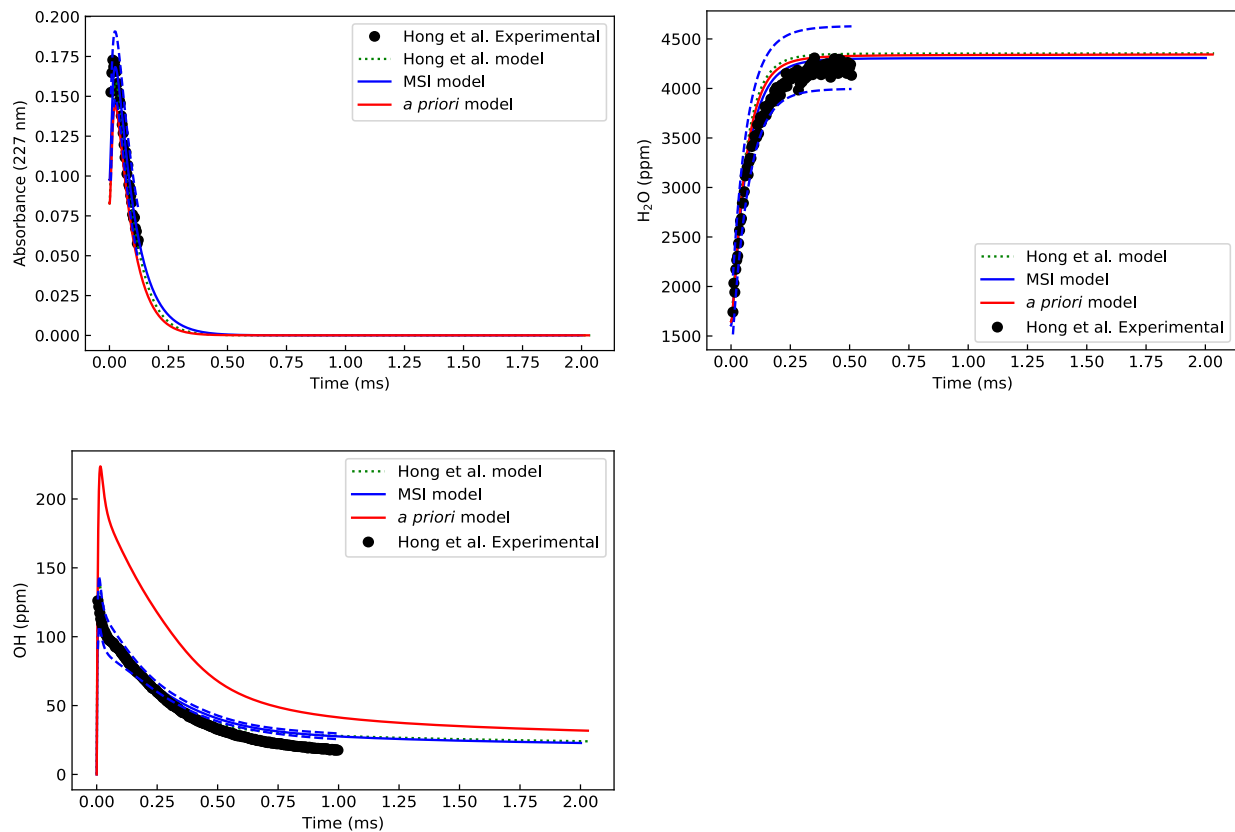 0.200
0.175
0.150
0.125
0.100
0.075
0.050
0.025
0.000
Absorbance (227 nm)
Hong et al. Experimental
Hong et al. model
MSI model
a priori model
0.00 0.25 0.50 0.75 1.00 1.25 1.50 1.75 2.00
Time (ms)
4500
4000
3500
3000
2500
2000
1500
H₂O (ppm)
Hong et al. model
MSI model
a priori model
Hong et al. Experimental
0.00 0.25 0.50 0.75 1.00 1.25 1.50 1.75 2.00
Time (ms)
200
150
100
50
0
OH (ppm)
Hong et al. model
MSI model
a priori model
Hong et al. Experimental
0.00 0.25 0.50 0.75 1.00 1.25 1.50 1.75 2.00
Time (ms)